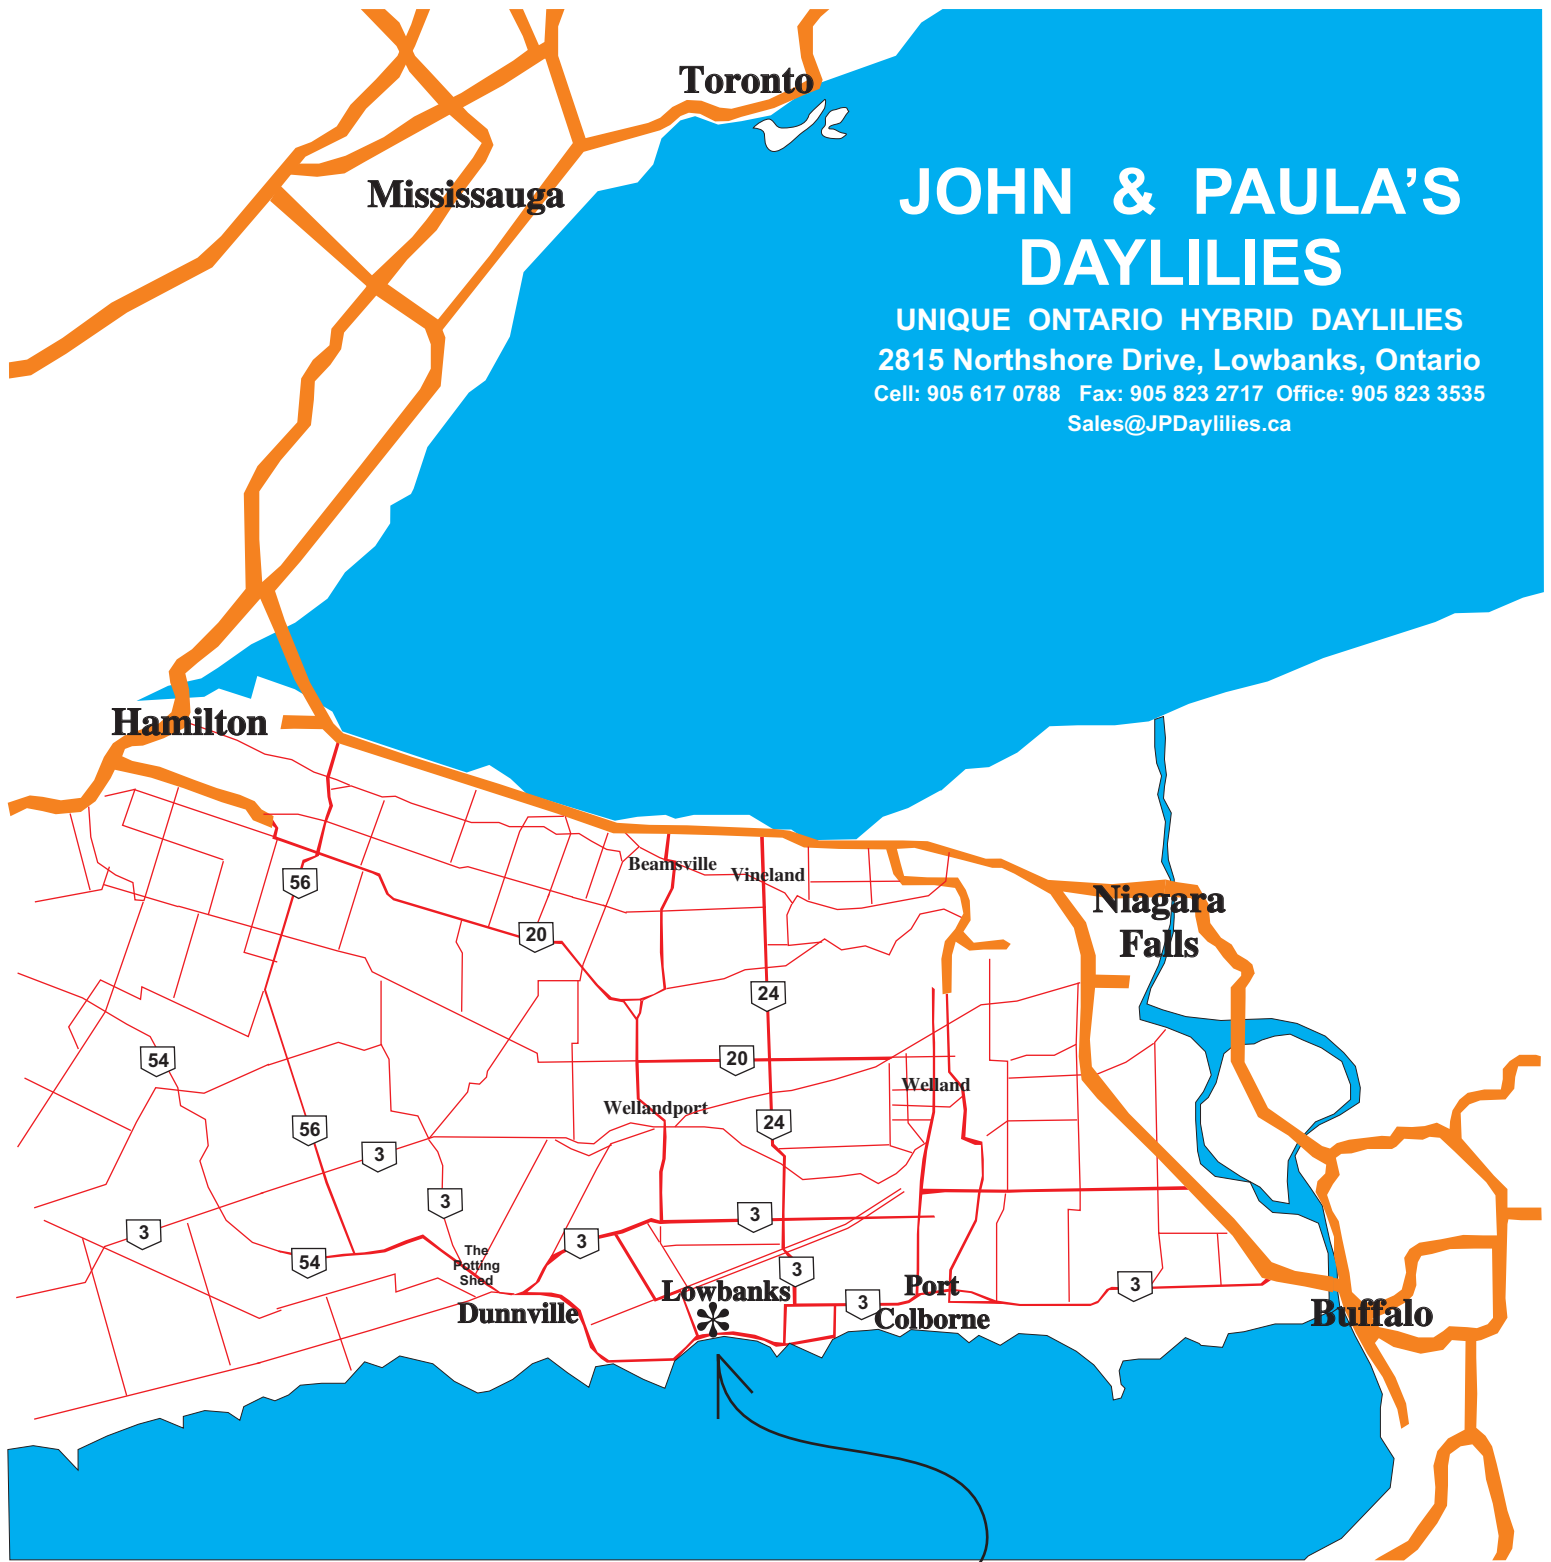 Toronto
Mississauga
JOHN & PAULA'S
DAYLILIES
UNIQUE ONTARIO HYBRID DAYLILIES
2815 Northshore Drive, Lowbanks, Ontario
Cell: 905 617 0788 Fax: 905 823 2717 Office: 905 823 3535
Sales@JPDaylilies.ca
Hamilton
Beamsville
Vineland
56
Niagara
Falls
20
24
54
20
Welland
Wellandport
24
56
3
3
3
3
3
54
The
Potting
Shed
3
3
Lowbanks
3
Port
Colborne
Dunnville
Buffalo